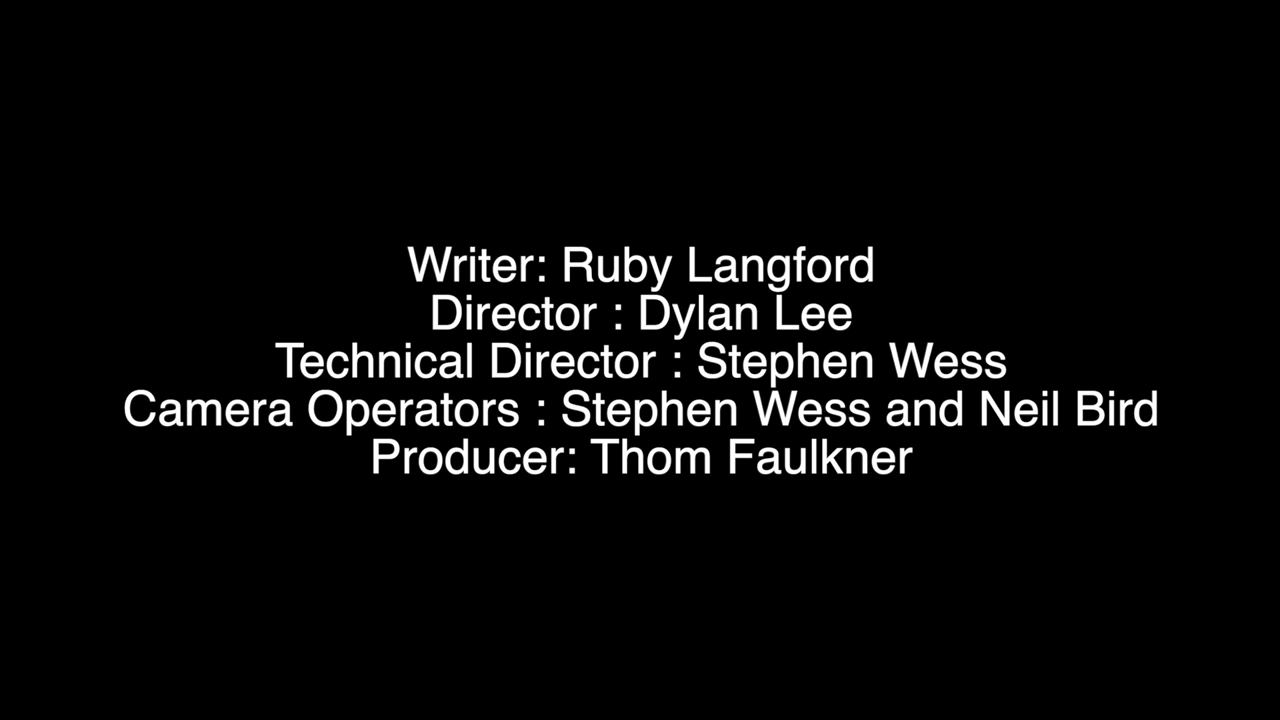 Writer: Ruby Langford
Director : Dylan Lee
Technical Director : Stephen Wess
Camera Operators : Stephen Wess and Neil Bird
Producer: Thom Faulkner